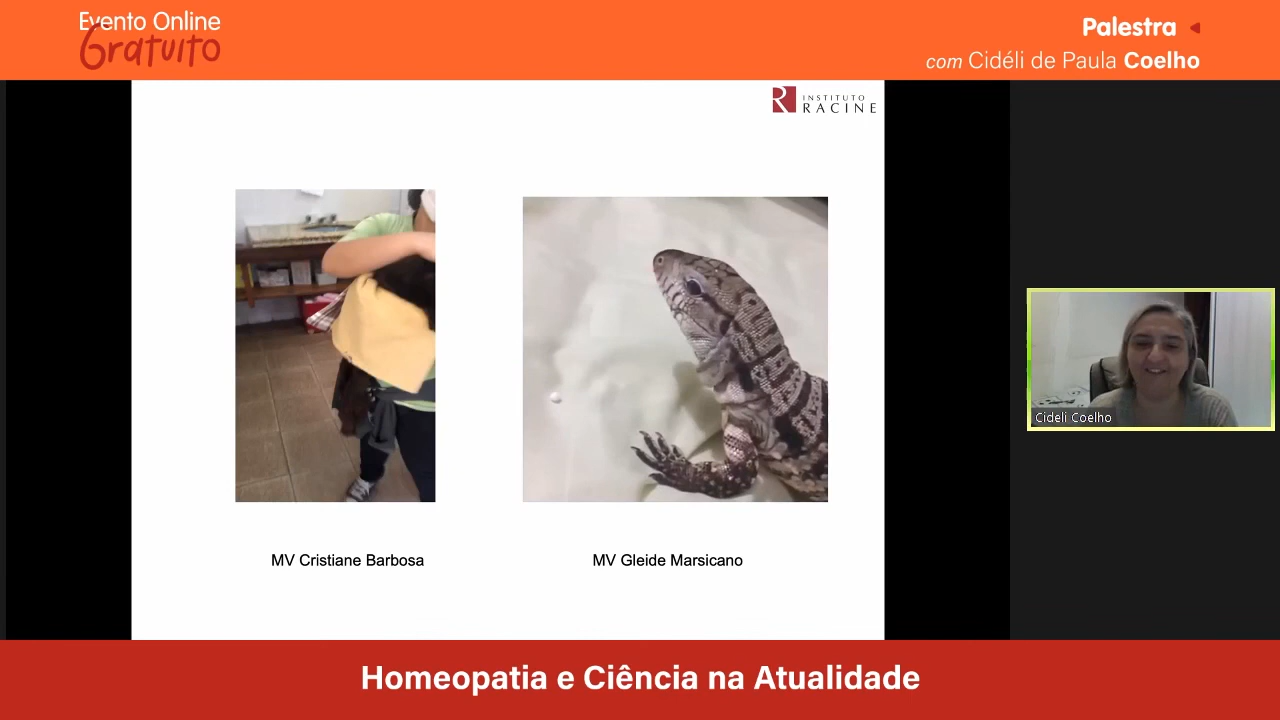 Evento Online
Gratuito
Palestra
com Cidéli de Paula Coelho
INSTITUTO
RACINE
Cideli Coelho
MV Cristiane Barbosa
MV Gleide Marsicano
Homeopatia e Ciência na Atualidade